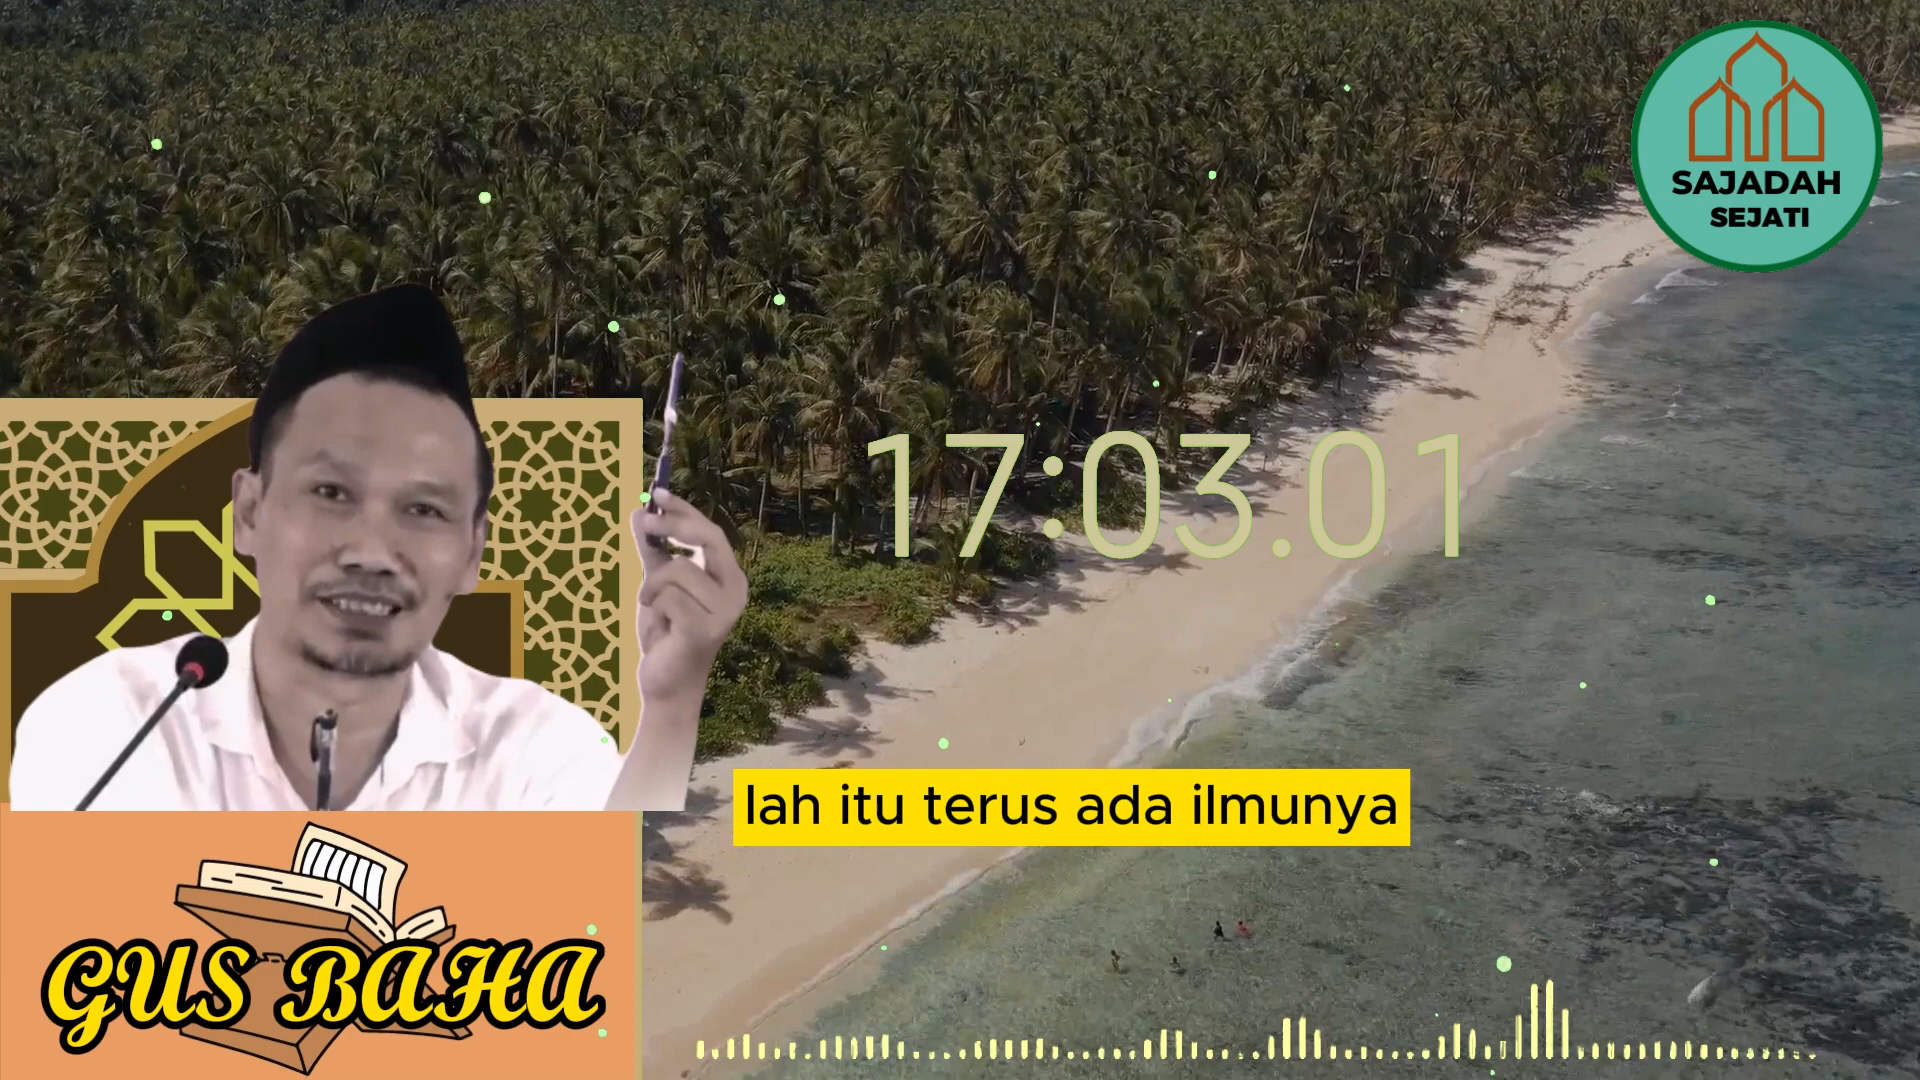 SAJADAH
SEJATI
17:03.01
lah itu terus ada ilmunya
GUS BAHA